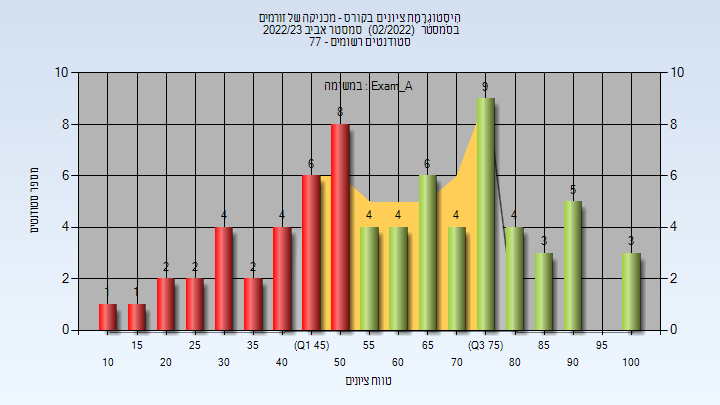 היסטוגרמת ציונים בקורס - מכניקה של זורמים
בסמסטר (02/2022) סמסטר אביב 2022/23
סטודנטים רשומים - 77
במשימה : Exam_A
מספר סטודנטים
10 8 6 4 2 0
10 8 6 4 2 0
1 1 2 2 4 2 4 6 8 4 4 6 4 9 4 3 5 3
15 25 35 (Q1 45) 55 65 (Q3 75) 85 95
10 20 30 40 50 60 70 80 90 100
טווח ציונים